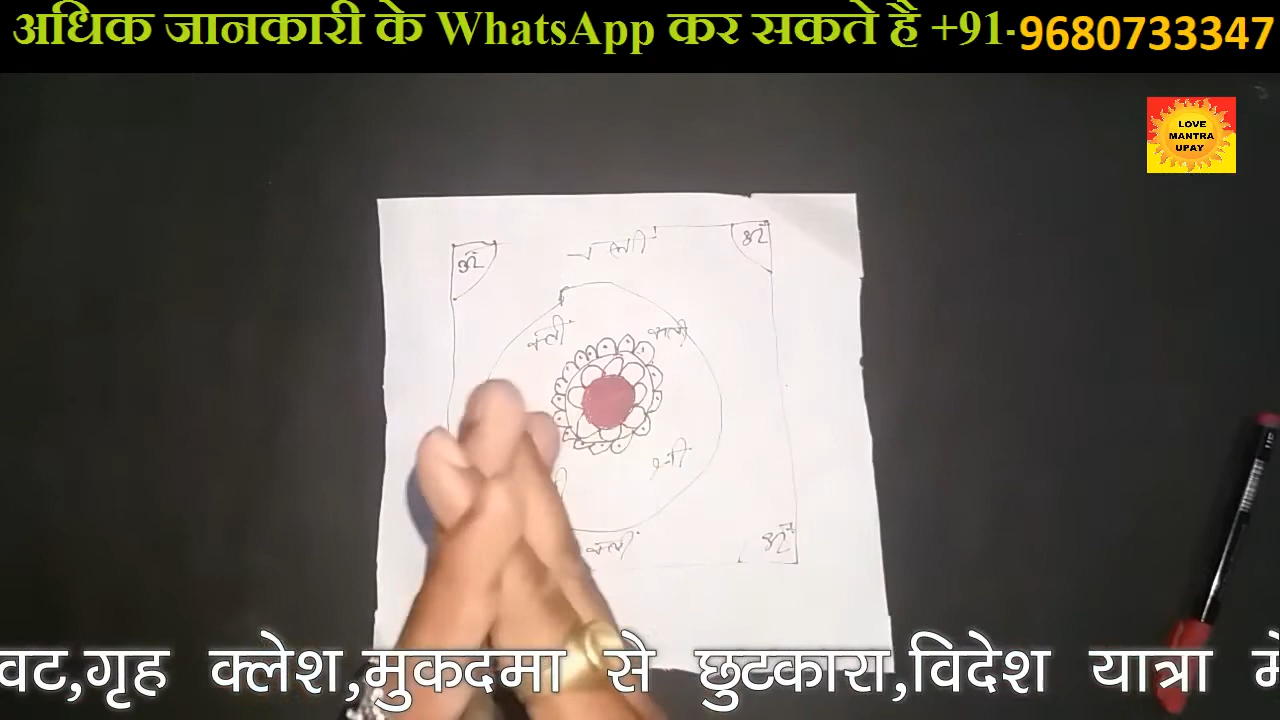 अधिक जानकारी के WhatsApp कर सकते है +91-9680733347
LOVE
MANTRA
UPAY
ॐ
ॐ
क्लीं
क्लीं
ॐ
वट,गृह क्लेश,मुकदमा से छुटकारा,विदेश यात्रा मे